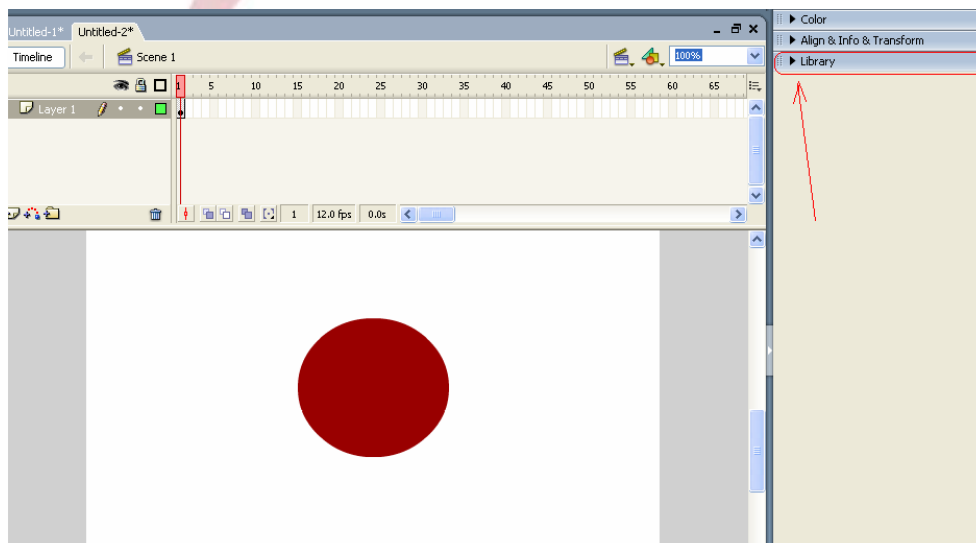 Untitled-1* Untitled-2*
Timeline Scene 1 100%
1 5 10 15 20 25 30 35 40 45 50 55 60 65
Layer 1
1 12.0 fps 0.0s
Color
Align & Info & Transform
Library